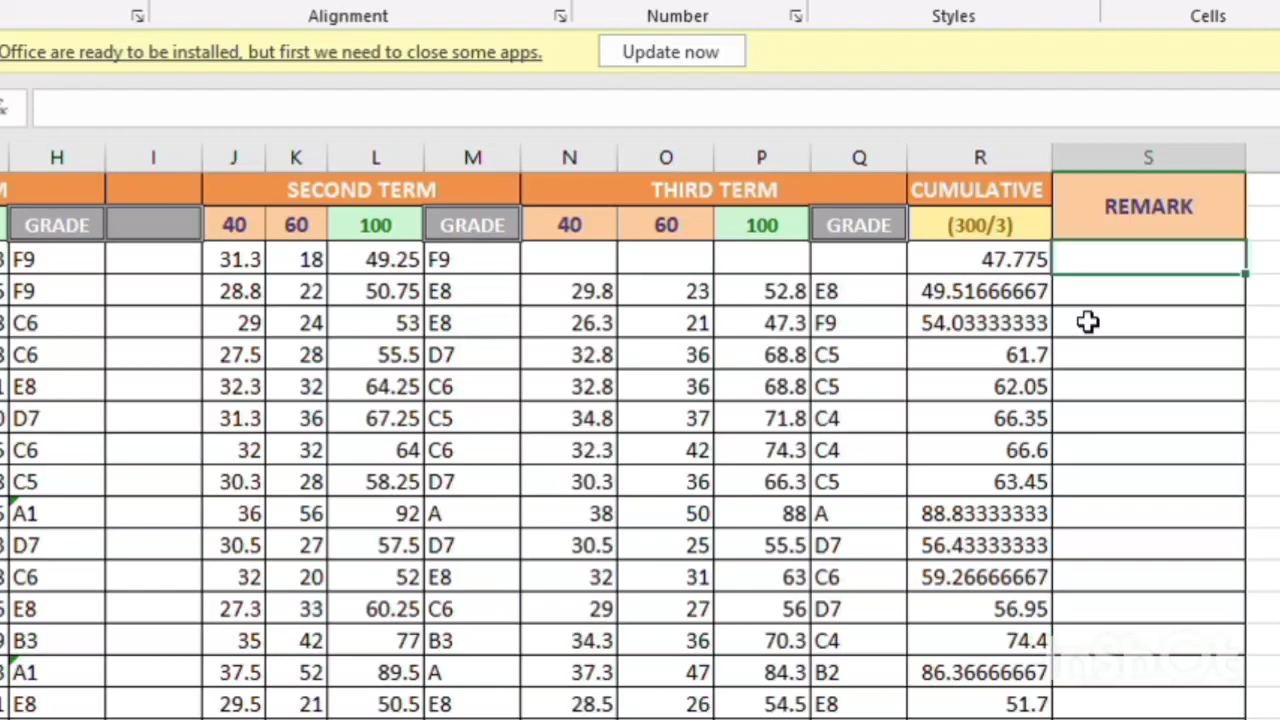 Alignment Number Styles Cells
Office are ready to be installed, but first we need to close some apps. Update now
H I J K L M N O P Q R S
M SECOND TERM THIRD TERM CUMULATIVE REMARK
GRADE 40 60 100 GRADE 40 60 100 GRADE (300/3)
F9 31.3 18 49.25 F9 47.775
F9 28.8 22 50.75 E8 29.8 23 52.8 E8 49.51666667
C6 29 24 53 E8 26.3 21 47.3 F9 54.03333333
C6 27.5 28 55.5 D7 32.8 36 68.8 C5 61.7
E8 32.3 32 64.25 C6 32.8 36 68.8 C5 62.05
D7 31.3 36 67.25 C5 34.8 37 71.8 C4 66.35
C6 32 32 64 C6 32.3 42 74.3 C4 66.6
C5 30.3 28 58.25 D7 30.3 36 66.3 C5 63.45
A1 36 56 92 A 38 50 88 A 88.83333333
D7 30.5 27 57.5 D7 30.5 25 55.5 D7 56.43333333
C6 32 20 52 E8 32 31 63 C6 59.26666667
E8 27.3 33 60.25 C6 29 27 56 D7 56.95
B3 35 42 77 B3 34.3 36 70.3 C4 74.4
A1 37.5 52 89.5 A 37.3 47 84.3 B2 86.36666667
E8 29.5 21 50.5 E8 28.5 26 54.5 E8 51.7